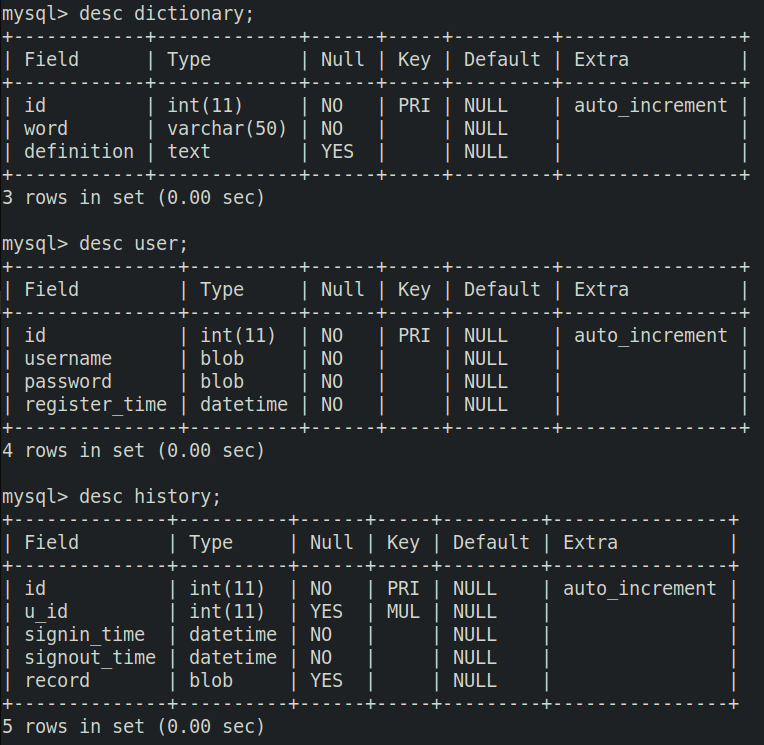 mysql> desc dictionary;
+------------+-------------+------+-----+---------+----------------+
| Field      | Type        | Null | Key | Default | Extra          |
+------------+-------------+------+-----+---------+----------------+
| id         | int(11)     | NO   | PRI | NULL    | auto_increment |
| word       | varchar(50) | NO   |     | NULL    |                |
| definition | text        | YES  |     | NULL    |                |
+------------+-------------+------+-----+---------+----------------+
3 rows in set (0.00 sec)

mysql> desc user;
+---------------+----------+------+-----+---------+----------------+
| Field         | Type     | Null | Key | Default | Extra          |
+---------------+----------+------+-----+---------+----------------+
| id            | int(11)  | NO   | PRI | NULL    | auto_increment |
| username      | blob     | NO   |     | NULL    |                |
| password      | blob     | NO   |     | NULL    |                |
| register_time | datetime | NO   |     | NULL    |                |
+---------------+----------+------+-----+---------+----------------+
4 rows in set (0.00 sec)

mysql> desc history;
+--------------+----------+------+-----+---------+----------------+
| Field        | Type     | Null | Key | Default | Extra          |
+--------------+----------+------+-----+---------+----------------+
| id           | int(11)  | NO   | PRI | NULL    | auto_increment |
| u_id         | int(11)  | YES  | MUL | NULL    |                |
| signin_time  | datetime | NO   |     | NULL    |                |
| signout_time | datetime | NO   |     | NULL    |                |
| record       | blob     | YES  |     | NULL    |                |
+--------------+----------+------+-----+---------+----------------+
5 rows in set (0.00 sec)